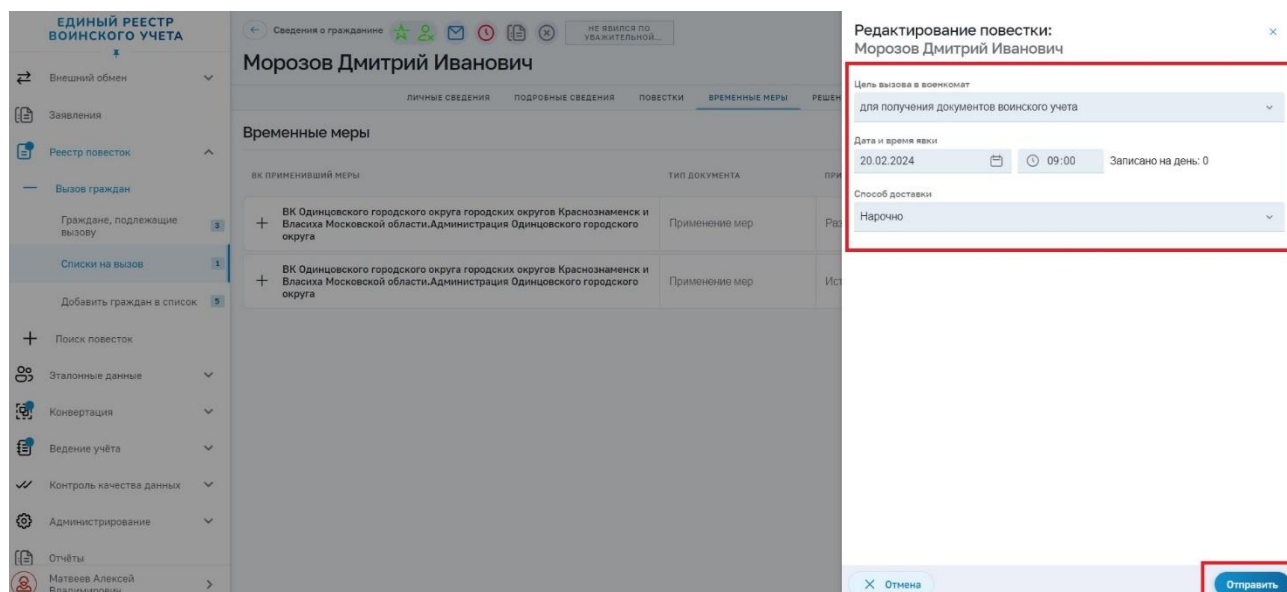 ЕДИНЫЙ РЕЕСТР
ВОИНСКОГО УЧЕТА
Внешний обмен
Заявления
Реестр повесток
Вызов граждан
Граждане, подлежащие
вызову
3
Списки на вызов
1
Добавить граждан в список
5
Поиск повесток
Эталонные данные
Конвертация
Ведение учёта
Контроль качества данных
Администрирование
Отчёты
Матвеев Алексей
Владимирович
Сведения о гражданине
НЕ ЯВИЛСЯ ПО
УВАЖИТЕЛЬНОЙ...
Морозов Дмитрий Иванович
ЛИЧНЫЕ СВЕДЕНИЯ ПОДРОБНЫЕ СВЕДЕНИЯ ПОВЕСТКИ ВРЕМЕННЫЕ МЕРЫ РЕШЕН
Временные меры
ВК ПРИМЕНИВШИЙ МЕРЫ ТИП ДОКУМЕНТА ПРИ
ВК Одинцовского городского округа городских округов Краснознаменск и
Власиха Московской области.Администрация Одинцовского городского
округа
Применение мер
Раз
ВК Одинцовского городского округа городских округов Краснознаменск и
Власиха Московской области.Администрация Одинцовского городского
округа
Применение мер
Ист
Редактирование повестки:
Морозов Дмитрий Иванович
Цель вызова в военкомат
для получения документов воинского учета
Дата и время явки
20.02.2024 09:00 Записано на день: 0
Способ доставки
Нарочно
Отмена
Отправить